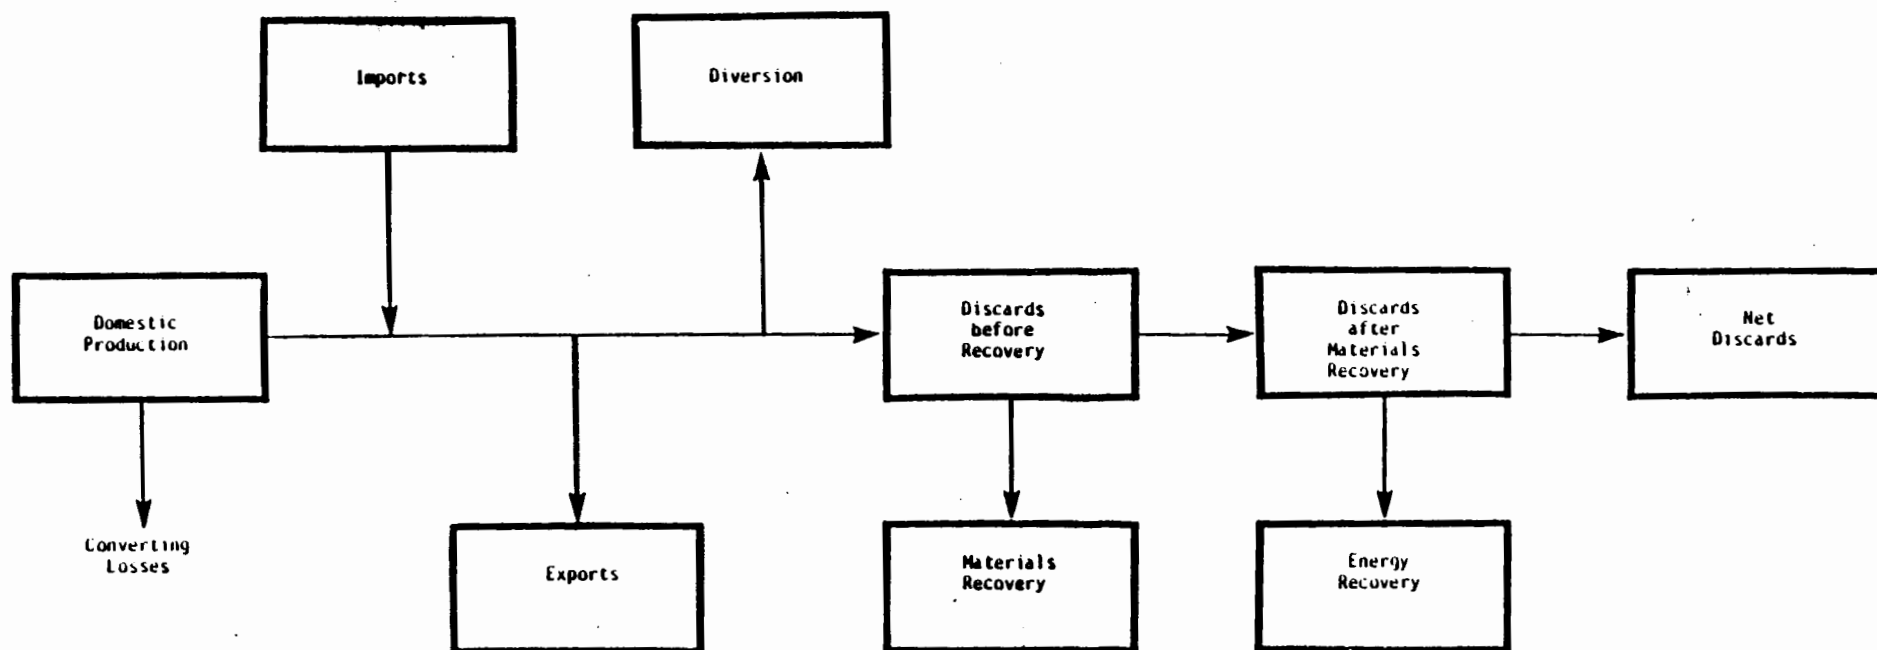 Imports
Diversion
Domestic
Production
Discards
before
Recovery
Discards
after
Materials
Recovery
Net
Discards
Converting
Losses
Exports
Materials
Recovery
Energy
Recovery